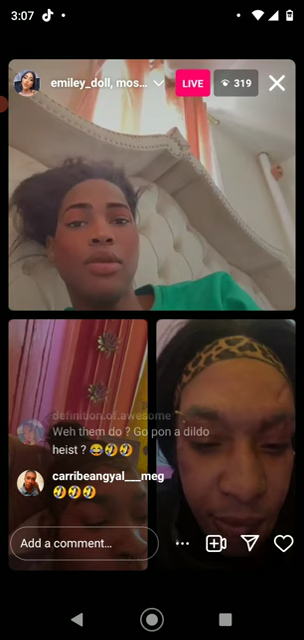 3:07
emiley_doll, mos...
LIVE
319
definition.of.awesome
Weh them do ? Go pon a dildo
heist ? 😂🤣🤣
carribeangyal___meg
🤣🤣🤣
Add a comment...